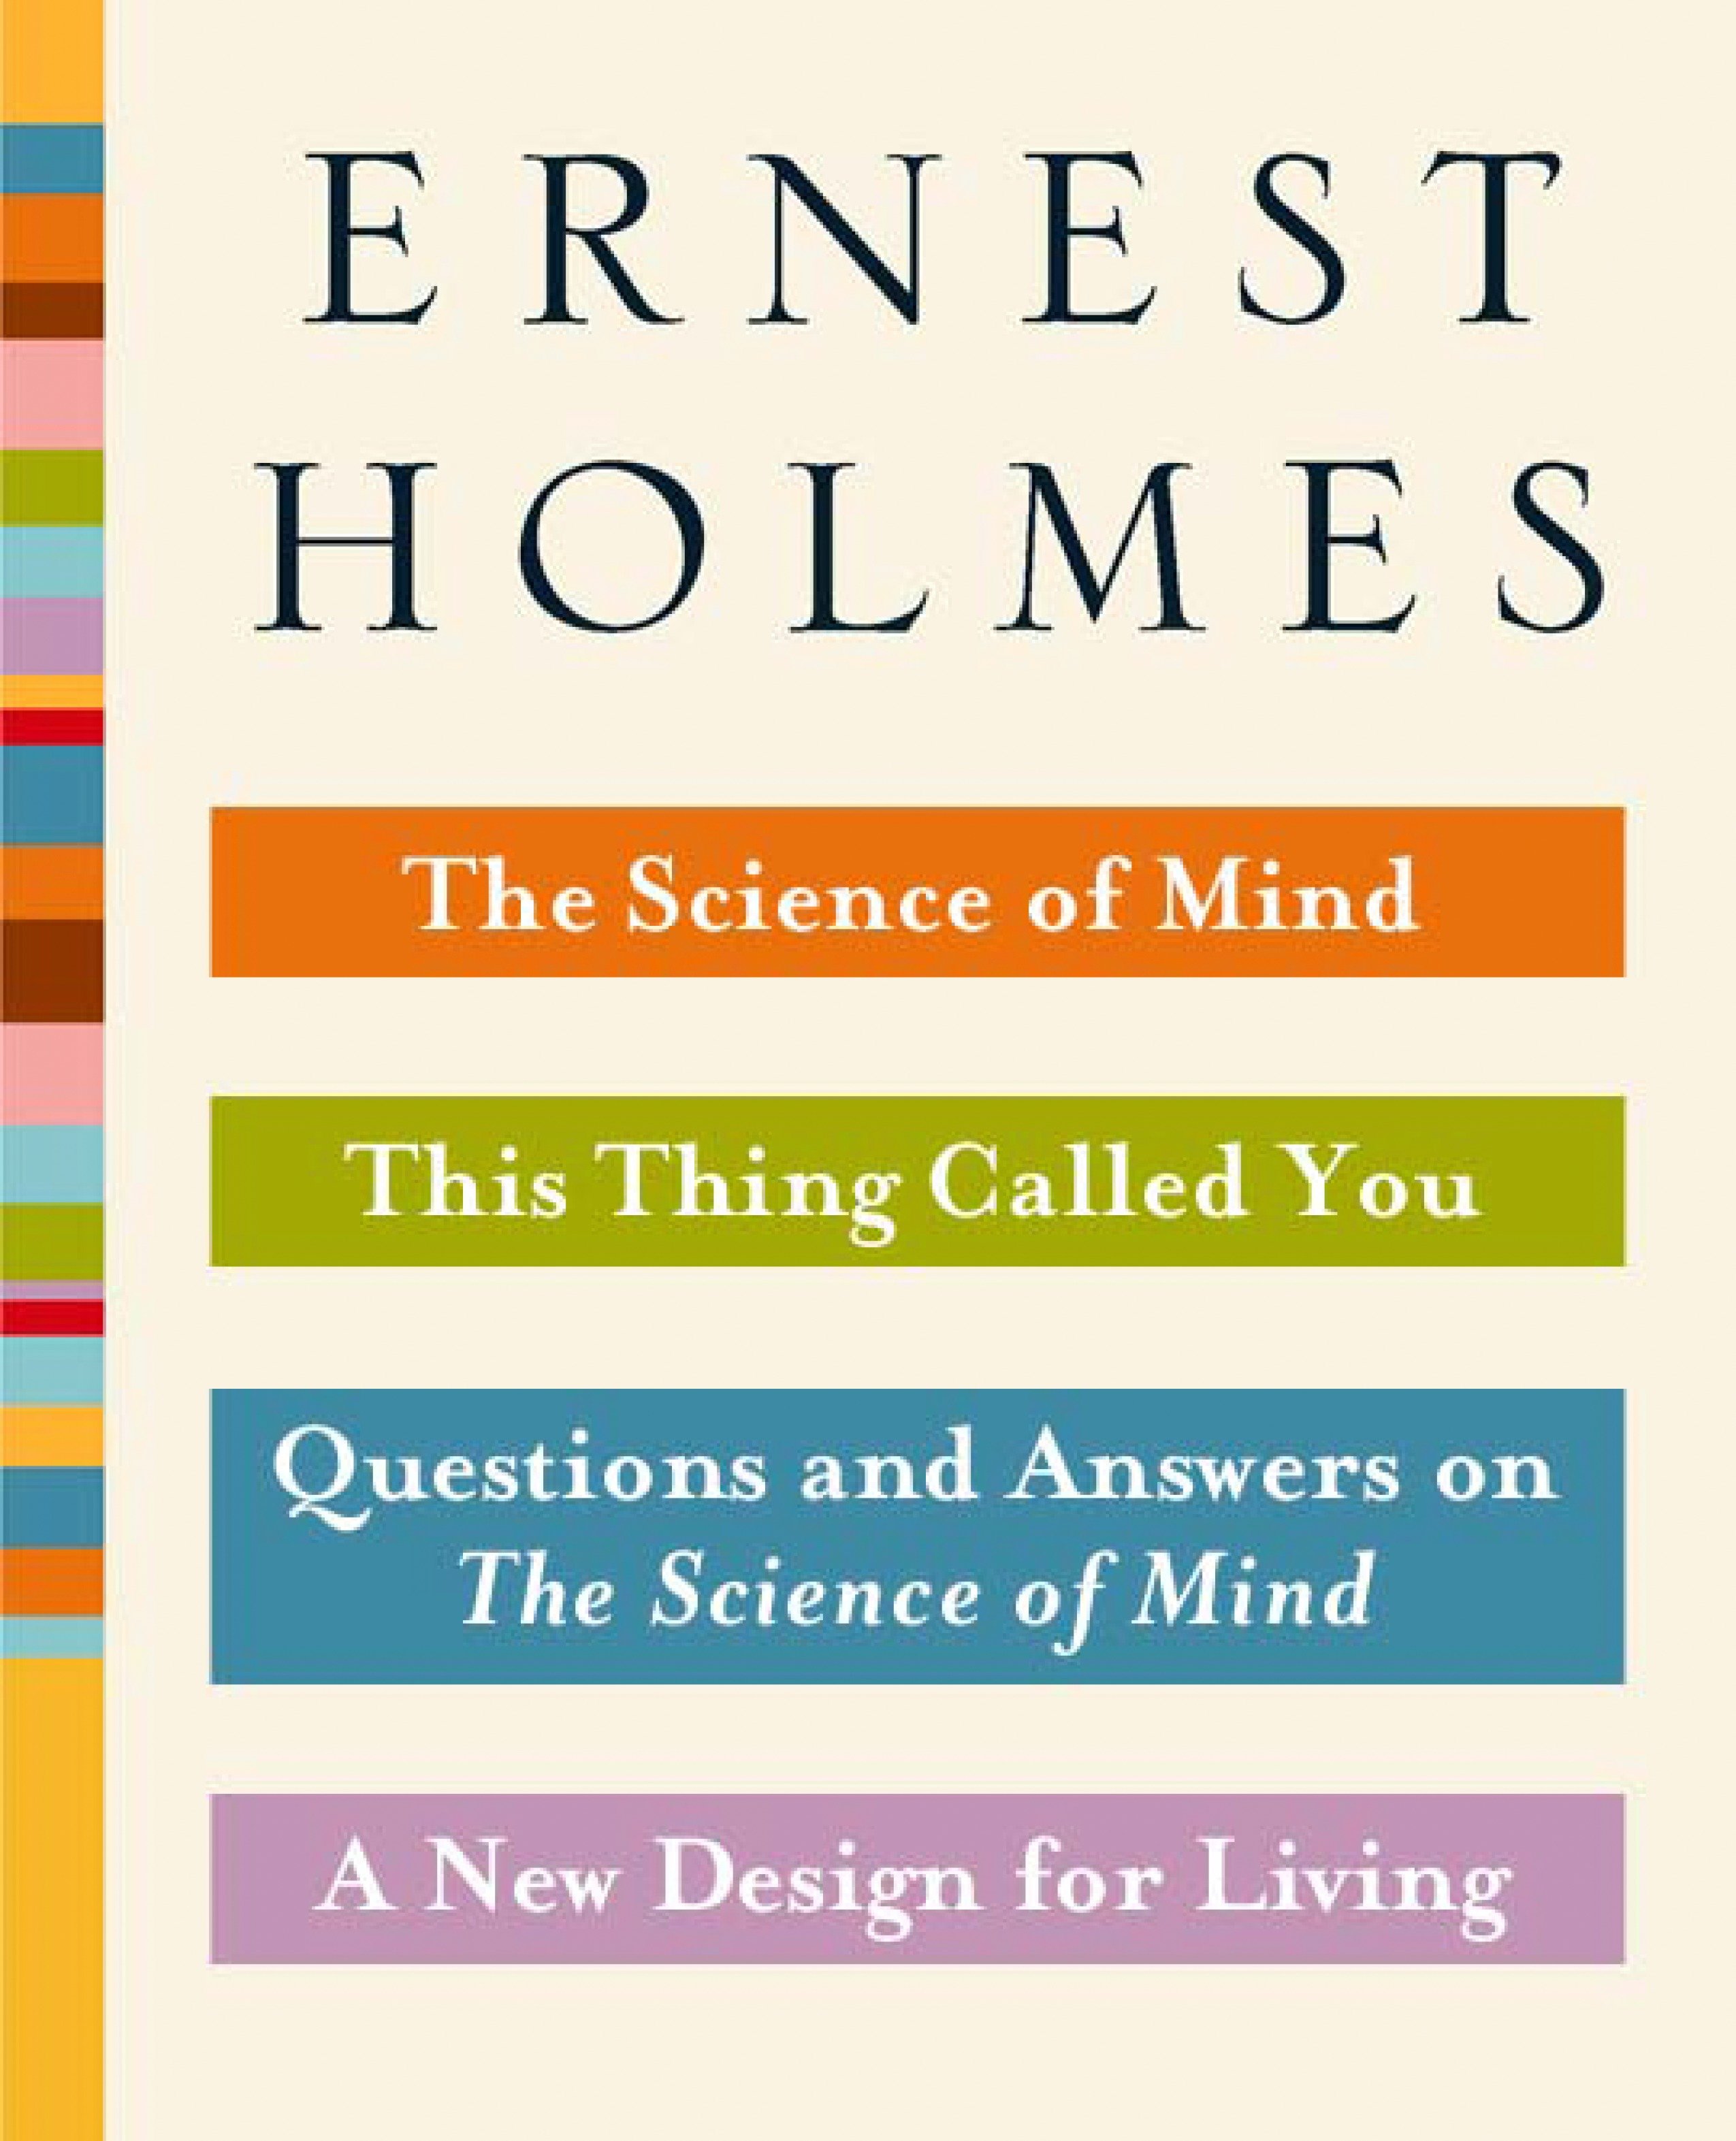 ERNEST
HOLMES
The Science of Mind
This Thing Called You
Questions and Answers on
The Science of Mind
A New Design for Living